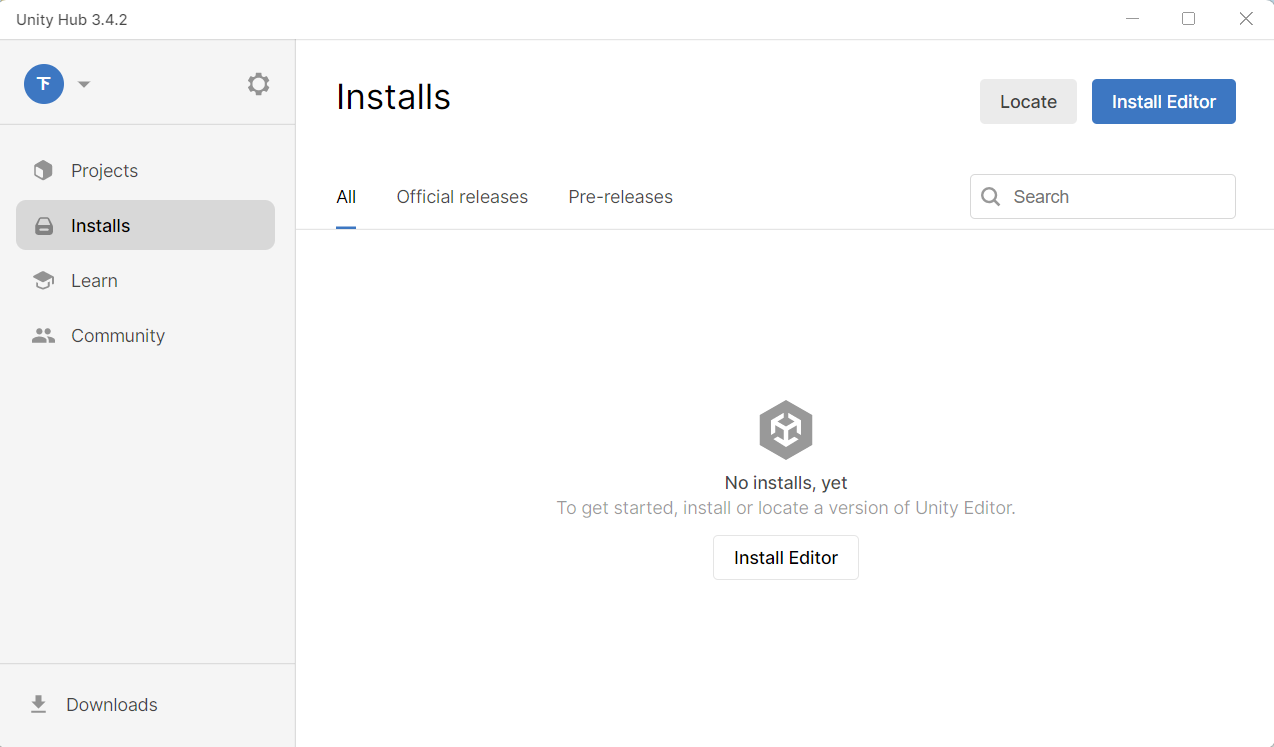 Unity Hub 3.4.2
Projects
Installs
Learn
Community
Downloads
Installs
Locate
Install Editor
All
Official releases
Pre-releases
Search
No installs, yet
To get started, install or locate a version of Unity Editor.
Install Editor